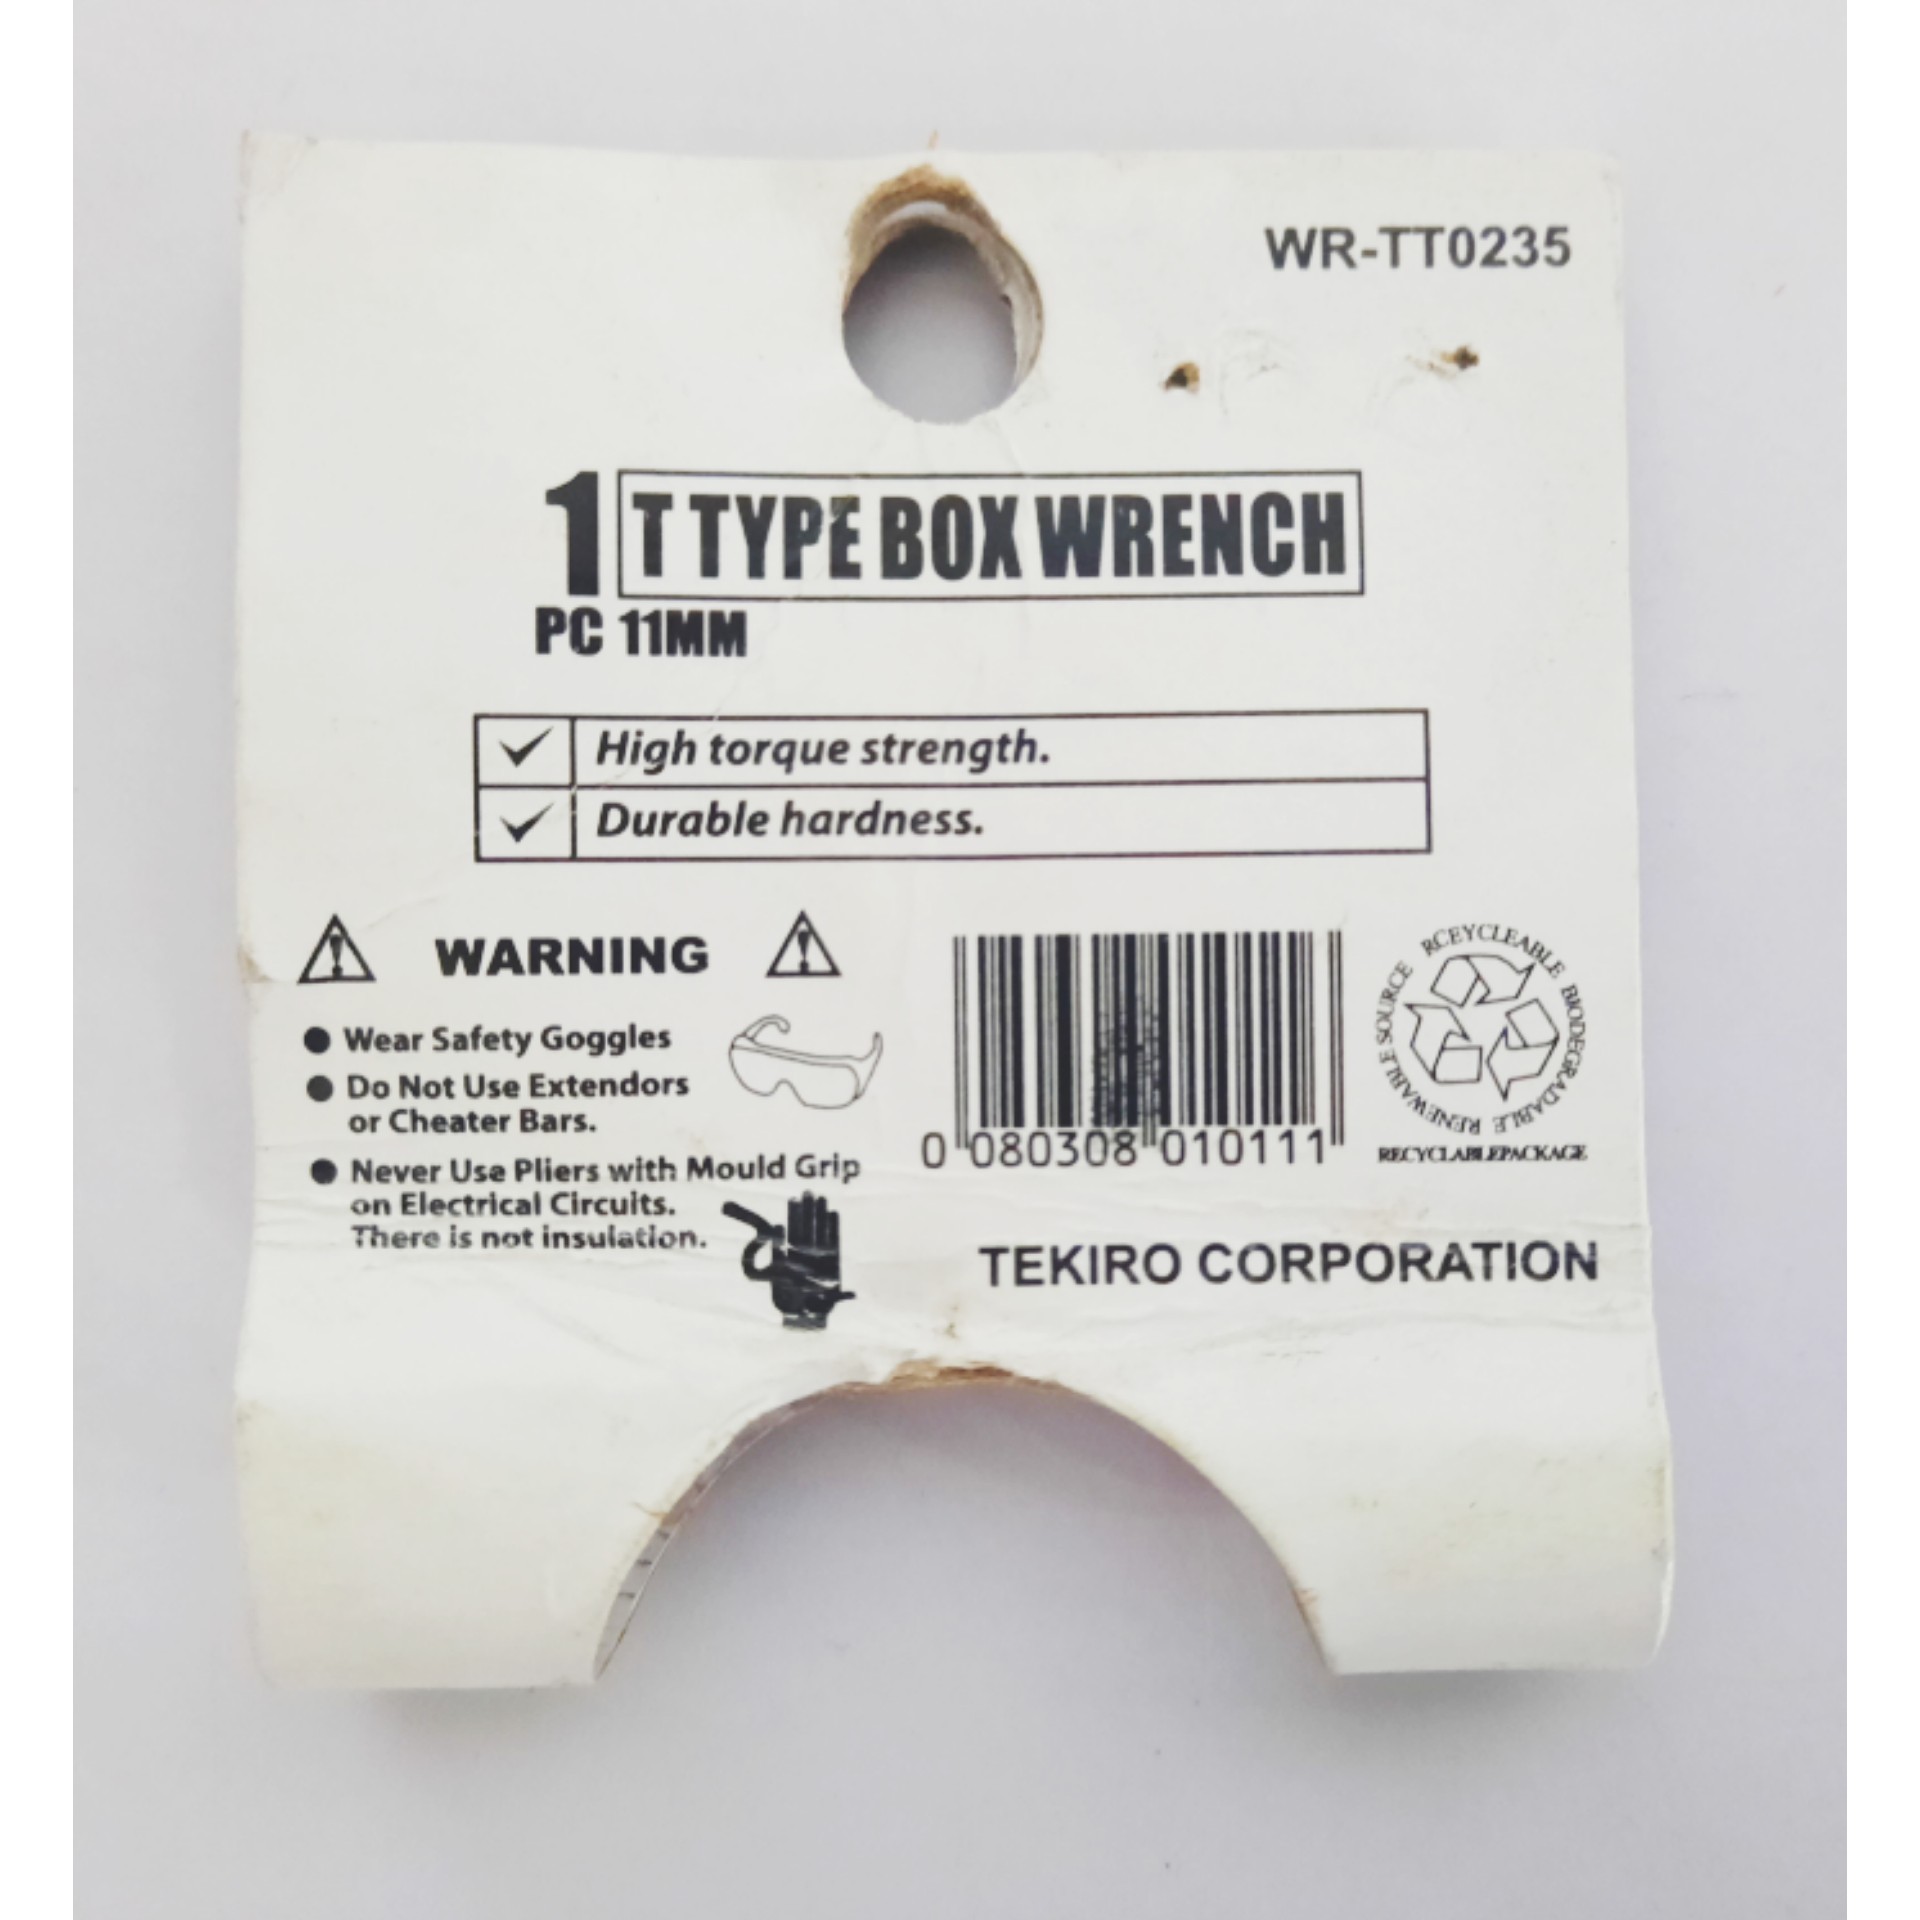 WR-TT0235
1 T TYPE BOX WRENCH
PC 11MM
High torque strength.
Durable hardness.
WARNING
Wear Safety Goggles
Do Not Use Extendors
or Cheater Bars.
Never Use Pliers with Mould Grip
on Electrical Circuits.
There is not insulation.
0 080308 010111
RCEYCLEABLE BIODEGRADABLE RENEWABLE SOURCE
RECYCLABLEPACKAGE
TEKIRO CORPORATION